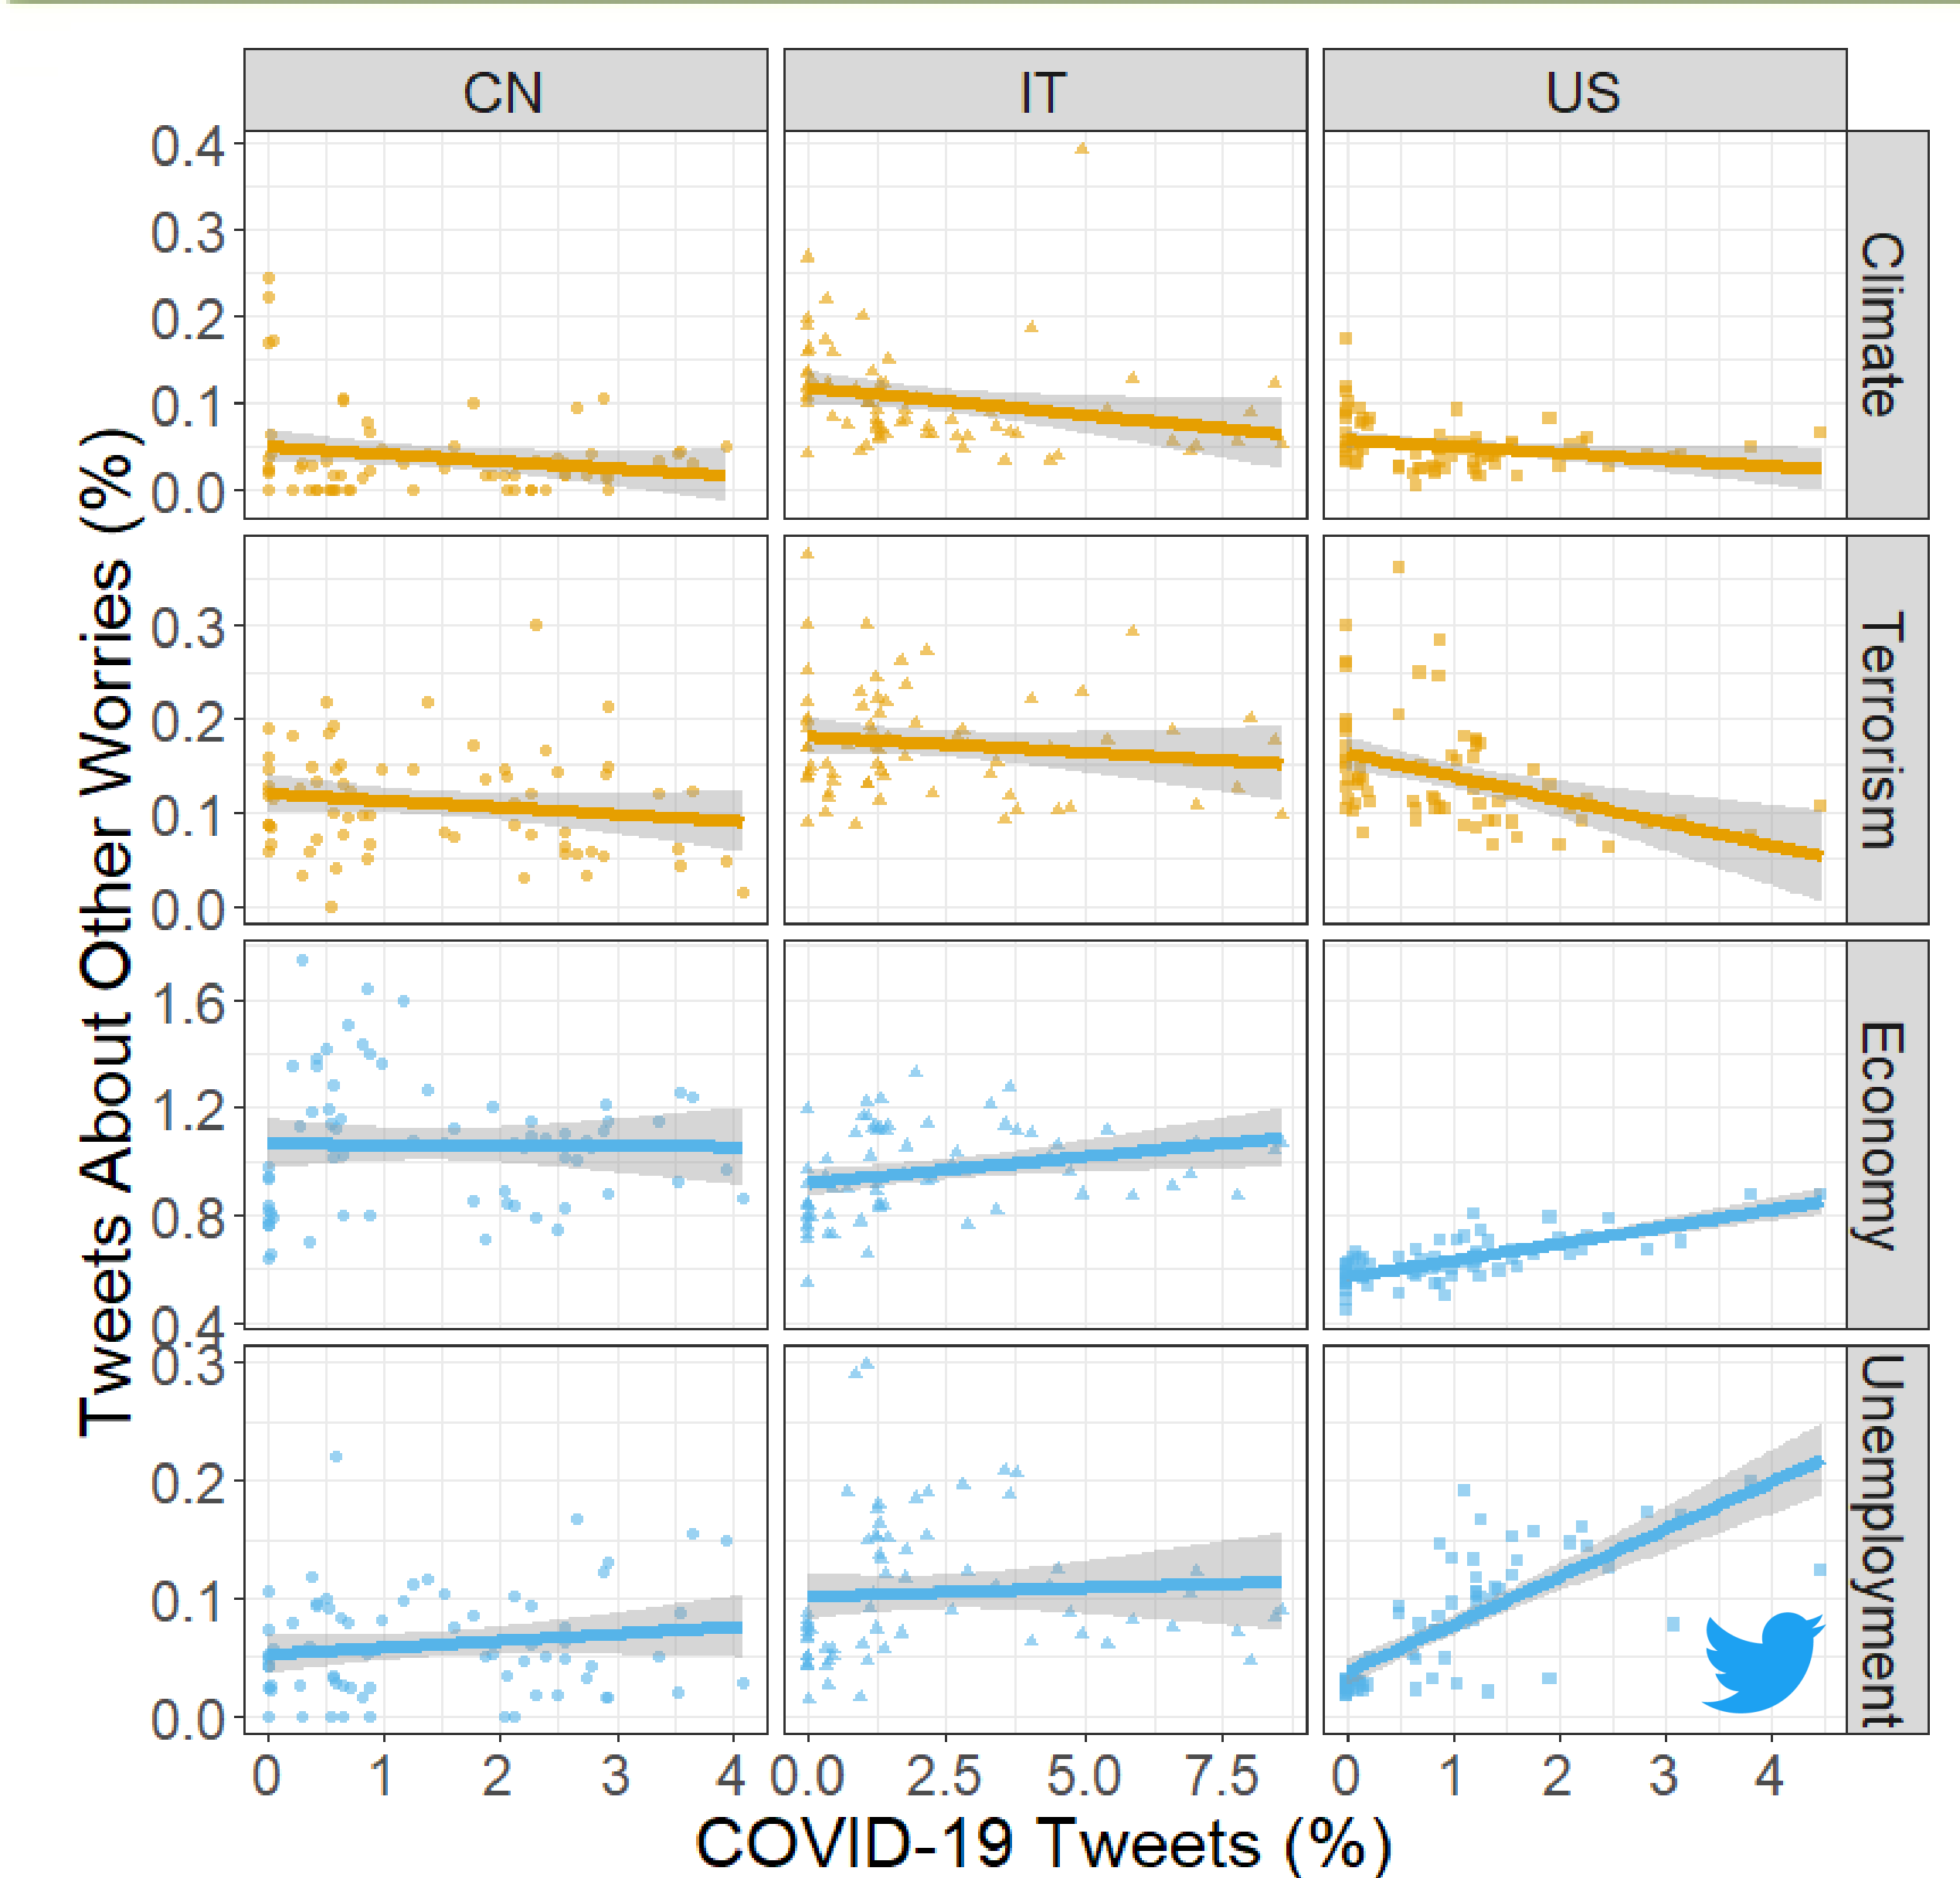 CN IT US
0.4
0.3
0.2
0.1
0.0
Climate
0.3
0.2
0.1
0.0
Terrorism
1.6
1.2
0.8
0.4
Economy
0.3
0.2
0.1
0.0
Unemployment
Tweets About Other Worries (%)
0 1 2 3 4 0.0 2.5 5.0 7.5 0 1 2 3 4
COVID-19 Tweets (%)